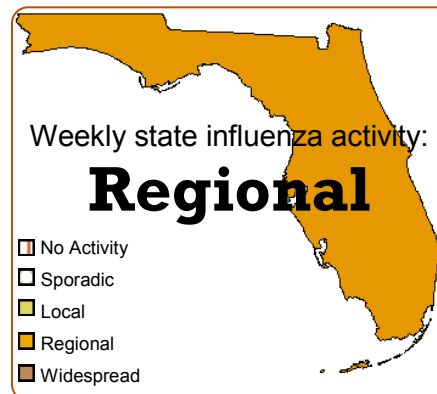 Weekly state influenza activity:
Regional
No Activity
Sporadic
Local
Regional
Widespread